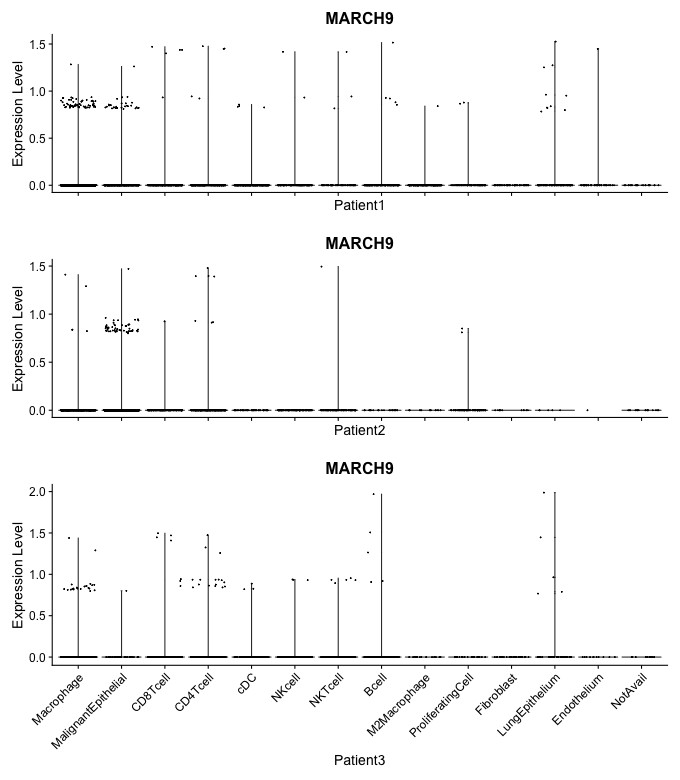 MARCH9
Expression Level
1.5
1.0
0.5
0.0
Patient1
MARCH9
Expression Level
1.5
1.0
0.5
0.0
Patient2
MARCH9
Expression Level
2.0
1.5
1.0
0.5
0.0
Macrophage
MalignantEpithelial
CD8Tcell
CD4Tcell
cDC
NKcell
NKTcell
Bcell
M2Macrophage
ProliferatingCell
Fibroblast
LungEpithelium
Endothelium
NotAvail
Patient3